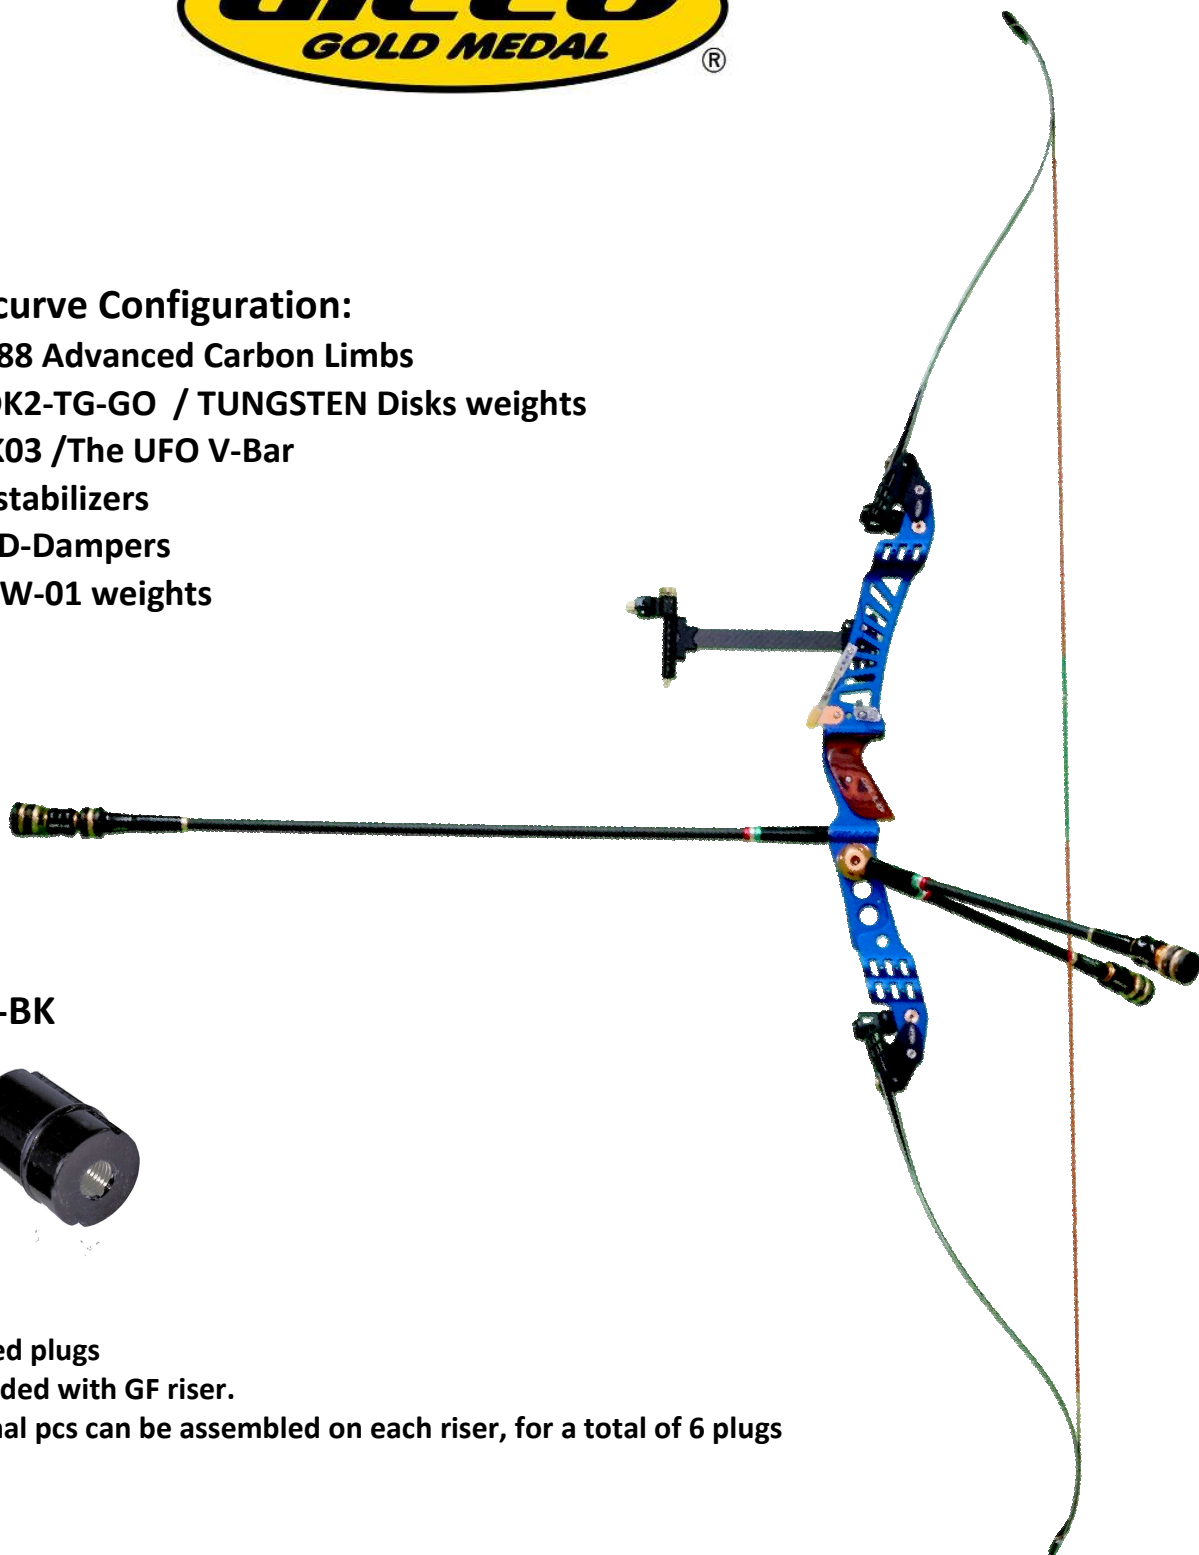 GOLD MEDAL
®
curve Configuration:
88 Advanced Carbon Limbs
K2-TG-GO / TUNGSTEN Disks weights
K03 /The UFO V-Bar
stabilizers
D-Dampers
W-01 weights
-BK
ed plugs
ded with GF riser.
nal pcs can be assembled on each riser, for a total of 6 plugs